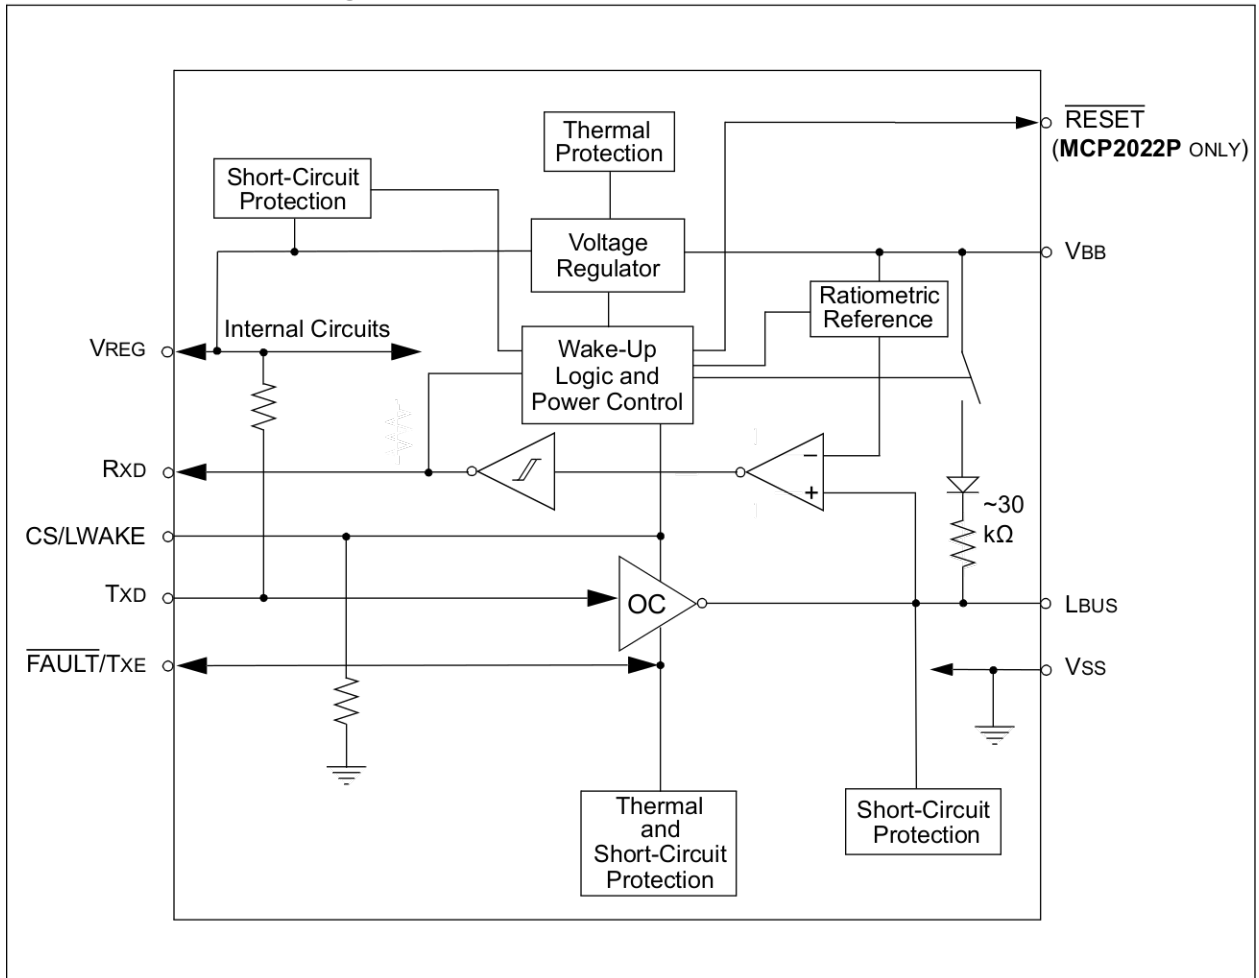 RESET
(MCP2022P ONLY)
Thermal
Protection
Short-Circuit
Protection
Voltage
Regulator
VBB
Ratiometric
Reference
Internal Circuits
VREG
Wake-Up
Logic and
Power Control
RXD
−
+
~30
kΩ
CS/LWAKE
TXD
OC
LBUS
FAULT/TXE
VSS
Thermal
and
Short-Circuit
Protection
Short-Circuit
Protection